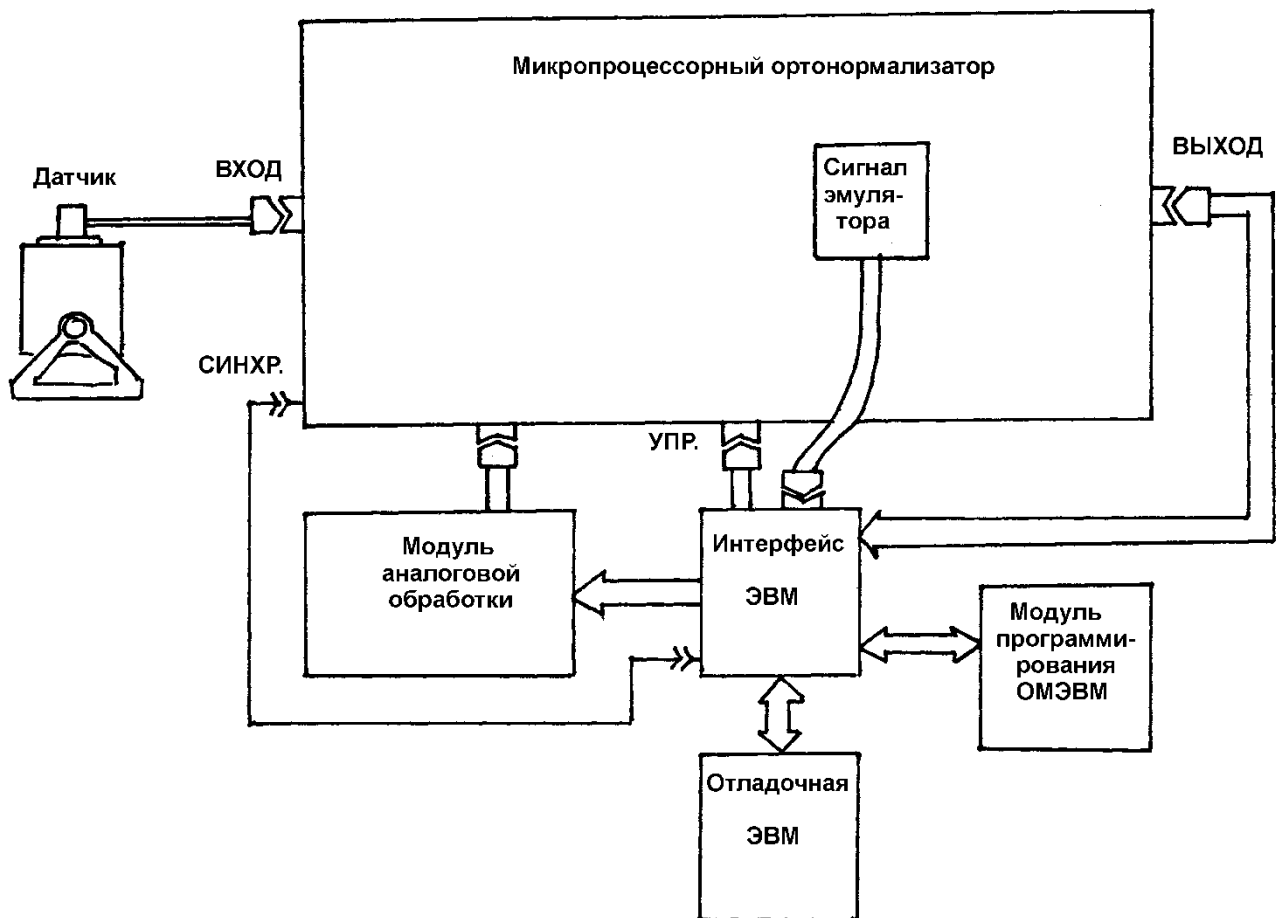 Микропроцессорный ортонормализатор
Датчик
ВХОД
Сигнал
эмуля-
тора
ВЫХОД
СИНХР.
УПР.
Модуль
аналоговой
обработки
Интерфейс
ЭВМ
Модуль
программи-
рования
ОМЭВМ
Отладочная
ЭВМ